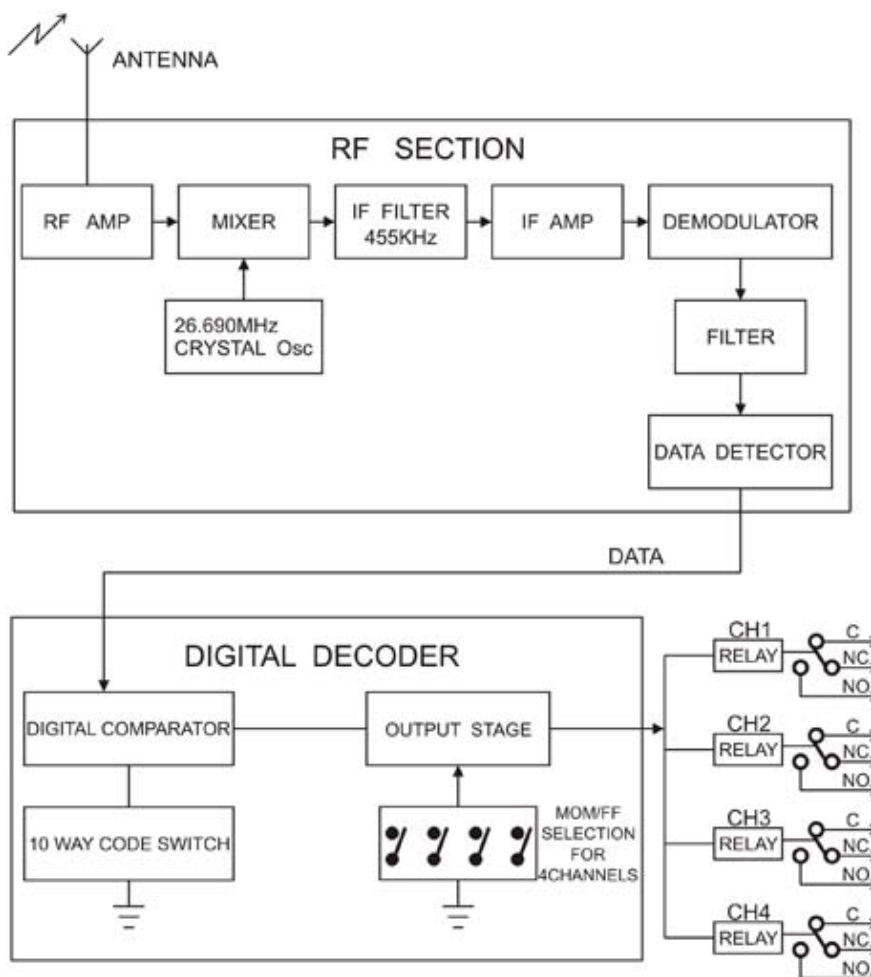 ANTENNA
RF SECTION
RF AMP
MIXER
IF FILTER
455KHz
IF AMP
DEMODULATOR
26.690MHz
CRYSTAL Osc
FILTER
DATA DETECTOR
DATA
DIGITAL DECODER
DIGITAL COMPARATOR
OUTPUT STAGE
10 WAY CODE SWITCH
MOM/FF
SELECTION
FOR
4CHANNELS
CH1
RELAY
C
NC
NO
CH2
RELAY
C
NC
NO
CH3
RELAY
C
NC
NO
CH4
RELAY
C
NC
NO